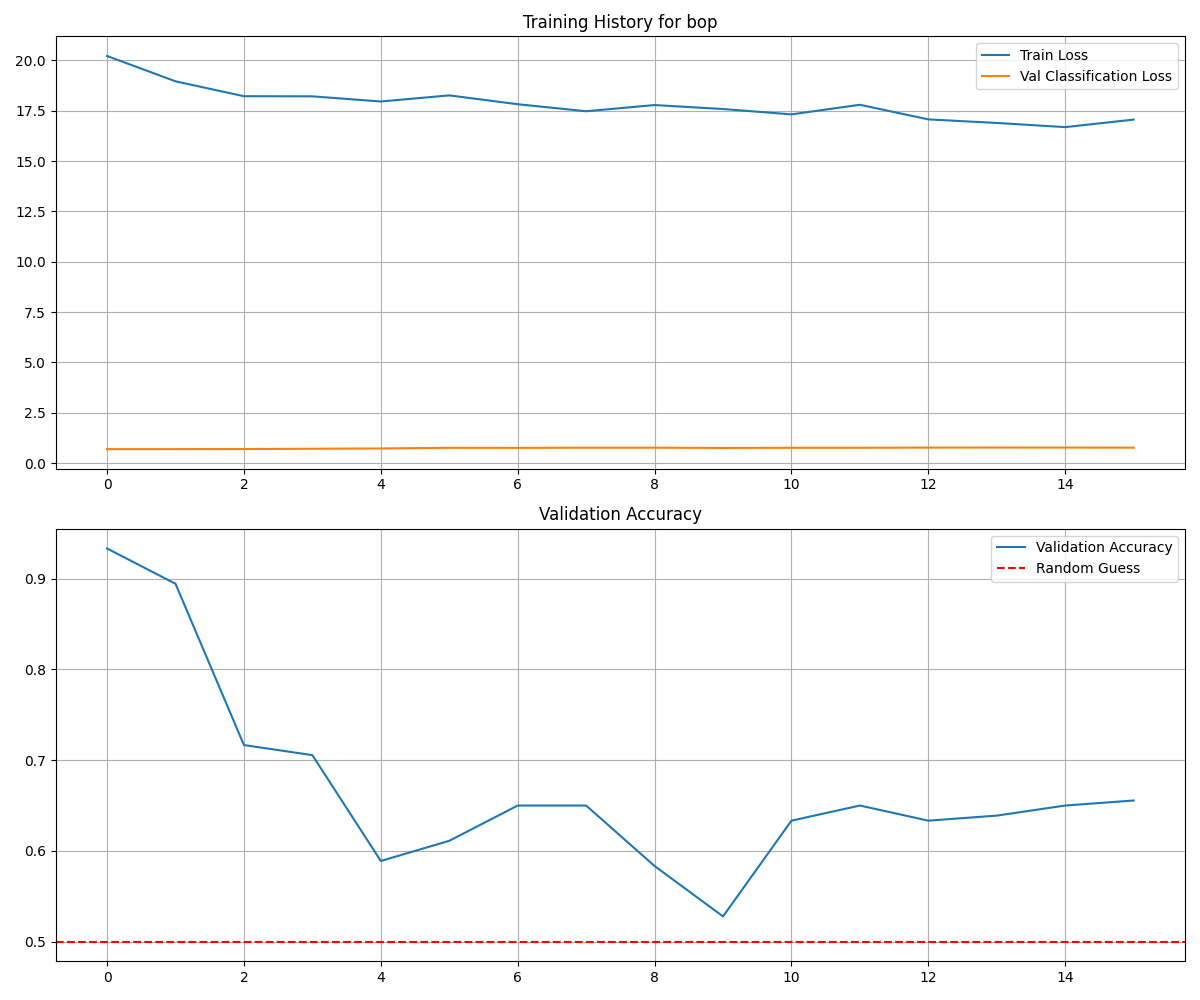 Training History for bop
20.0
17.5
15.0
12.5
10.0
7.5
5.0
2.5
0.0
Train Loss
Val Classification Loss
0 2 4 6 8 10 12 14
Validation Accuracy
0.9
0.8
0.7
0.6
0.5
Validation Accuracy
Random Guess
0 2 4 6 8 10 12 14